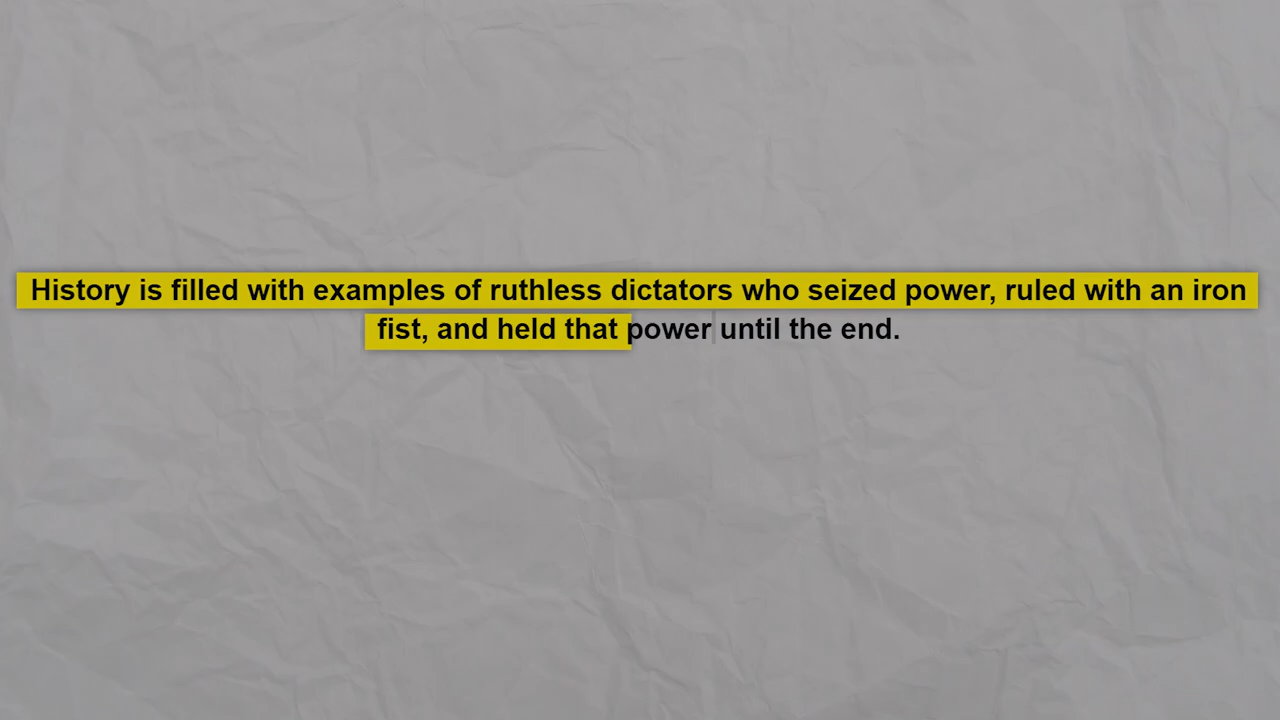 History is filled with examples of ruthless dictators who seized power, ruled with an iron
fist, and held that power until the end.